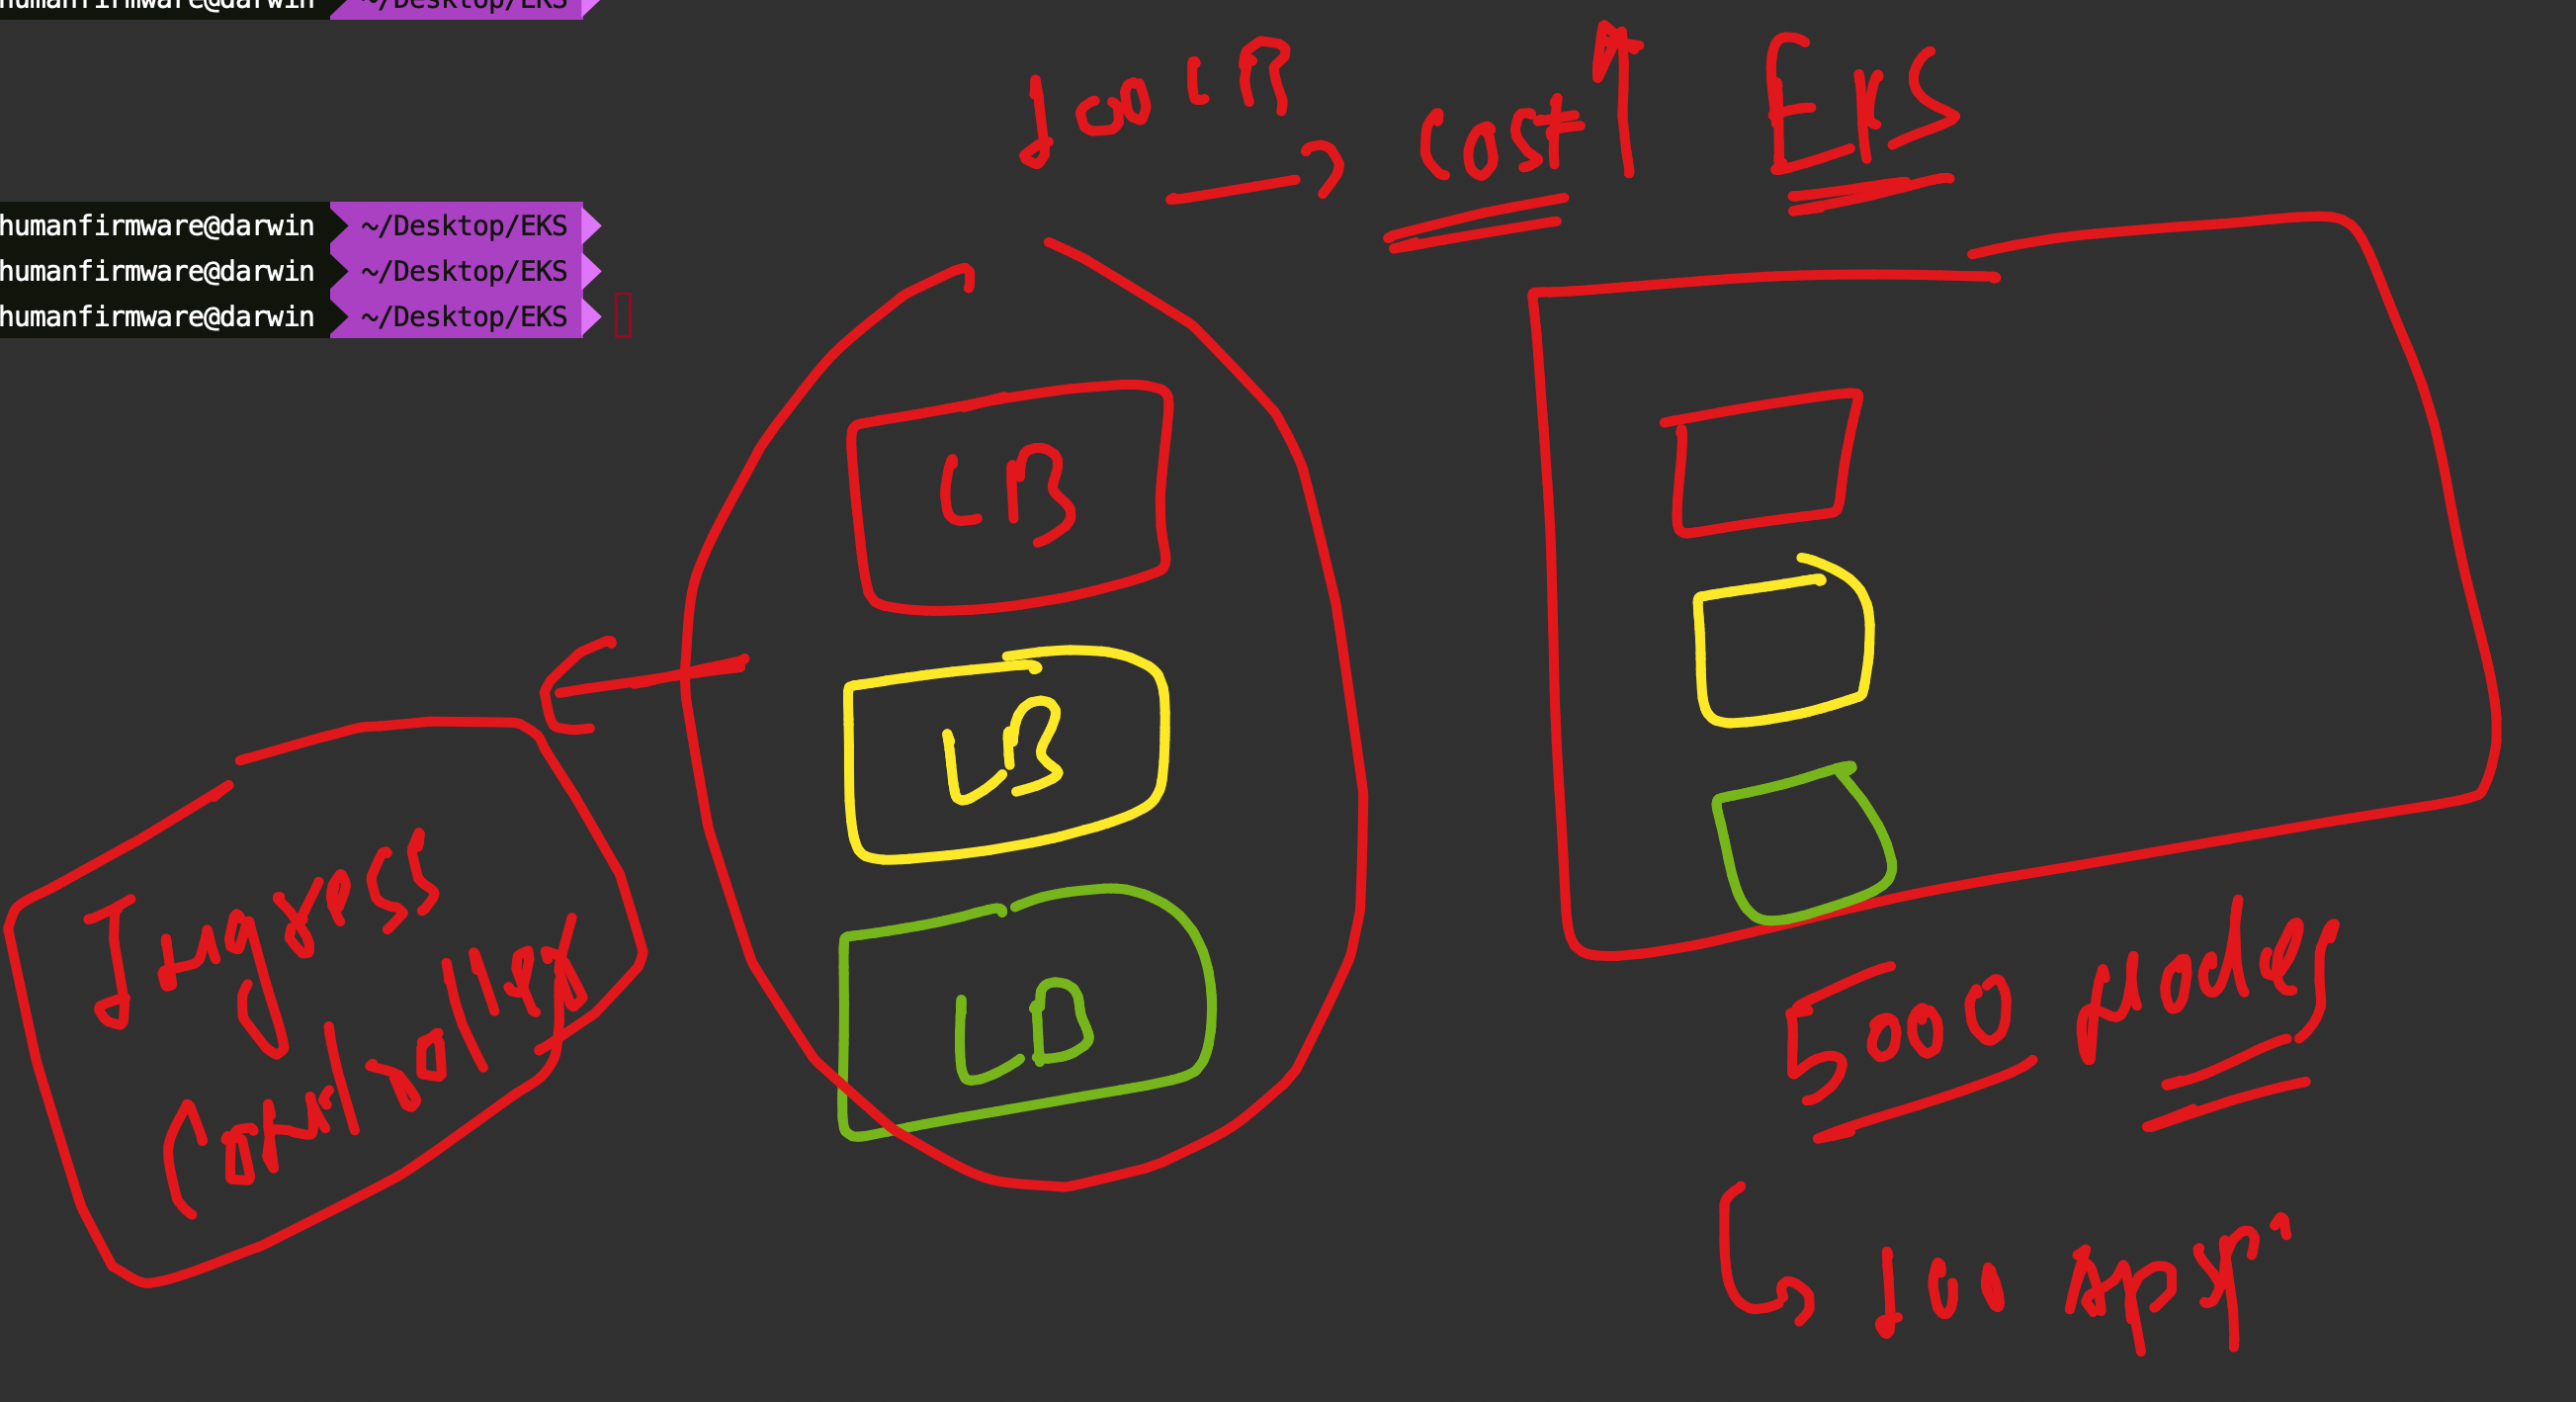 humanfirmware@darwin ~/Desktop/EKS
humanfirmware@darwin ~/Desktop/EKS
humanfirmware@darwin ~/Desktop/EKS
humanfirmware@darwin ~/Desktop/EKS
100 LB
cost
EKS
LB
LB
LB
Ingress
Controller
5000 Nodes
100 apps